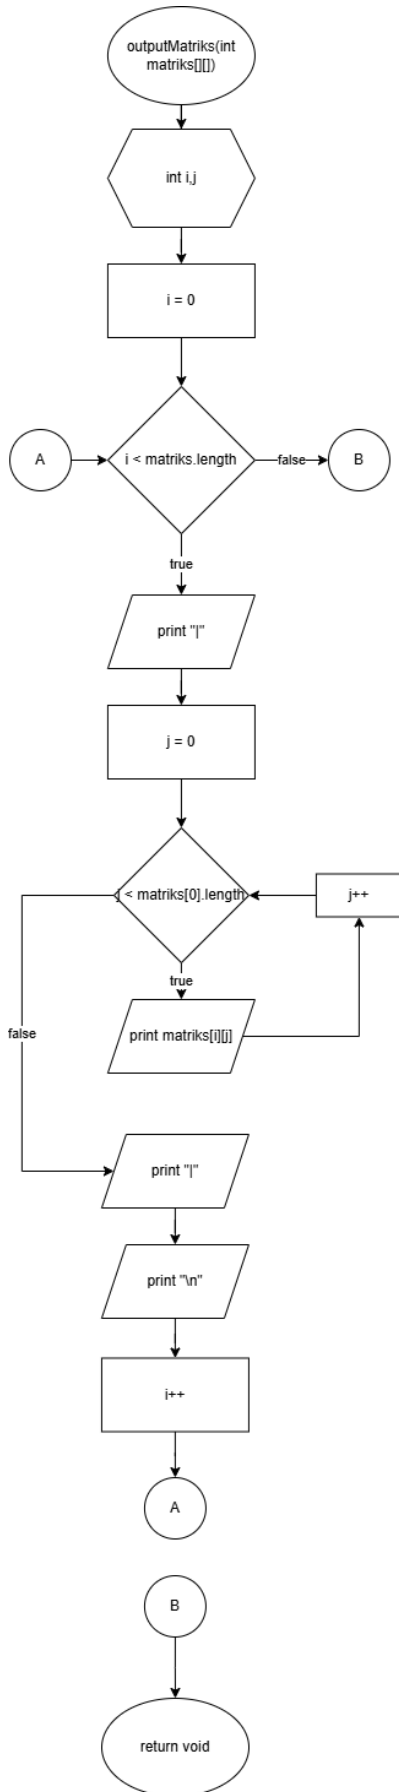 outputMatriks(int
matriks[][])
int i,j
i = 0
A
i < matriks.length
false
B
true
print "|"
j = 0
j < matriks[0].length
j++
true
print matriks[i][j]
false
print "|"
print "\n"
i++
A
B
return void